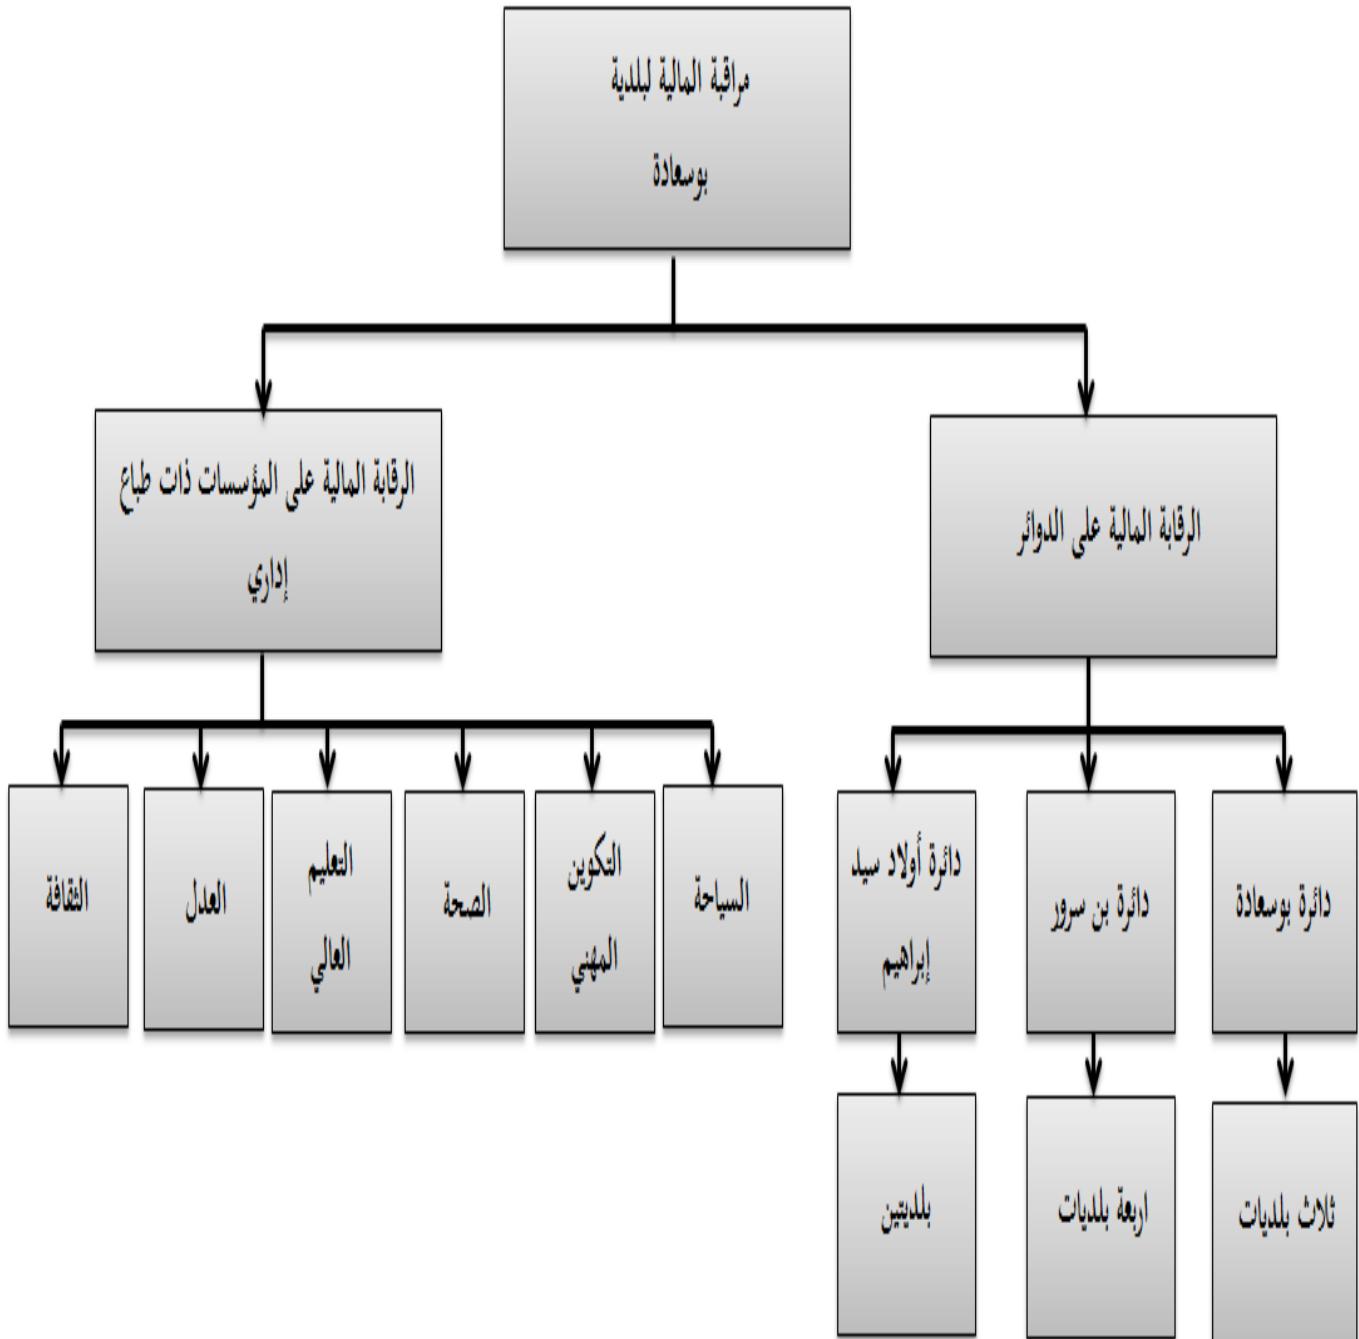 مراقبة المالية لبلدية
بوسعادة
الرقابة المالية على الدوائر
الرقابة المالية على المؤسسات ذات طباع
إداري
دائرة بوسعادة
دائرة بن سرور
دائرة أولاد سيد
إبراهيم
السياحة
التكوين
المهني
الصحة
التعليم
العالي
العدل
الثقافة
ثلاث بلديات
اربعة بلديات
بلديتين